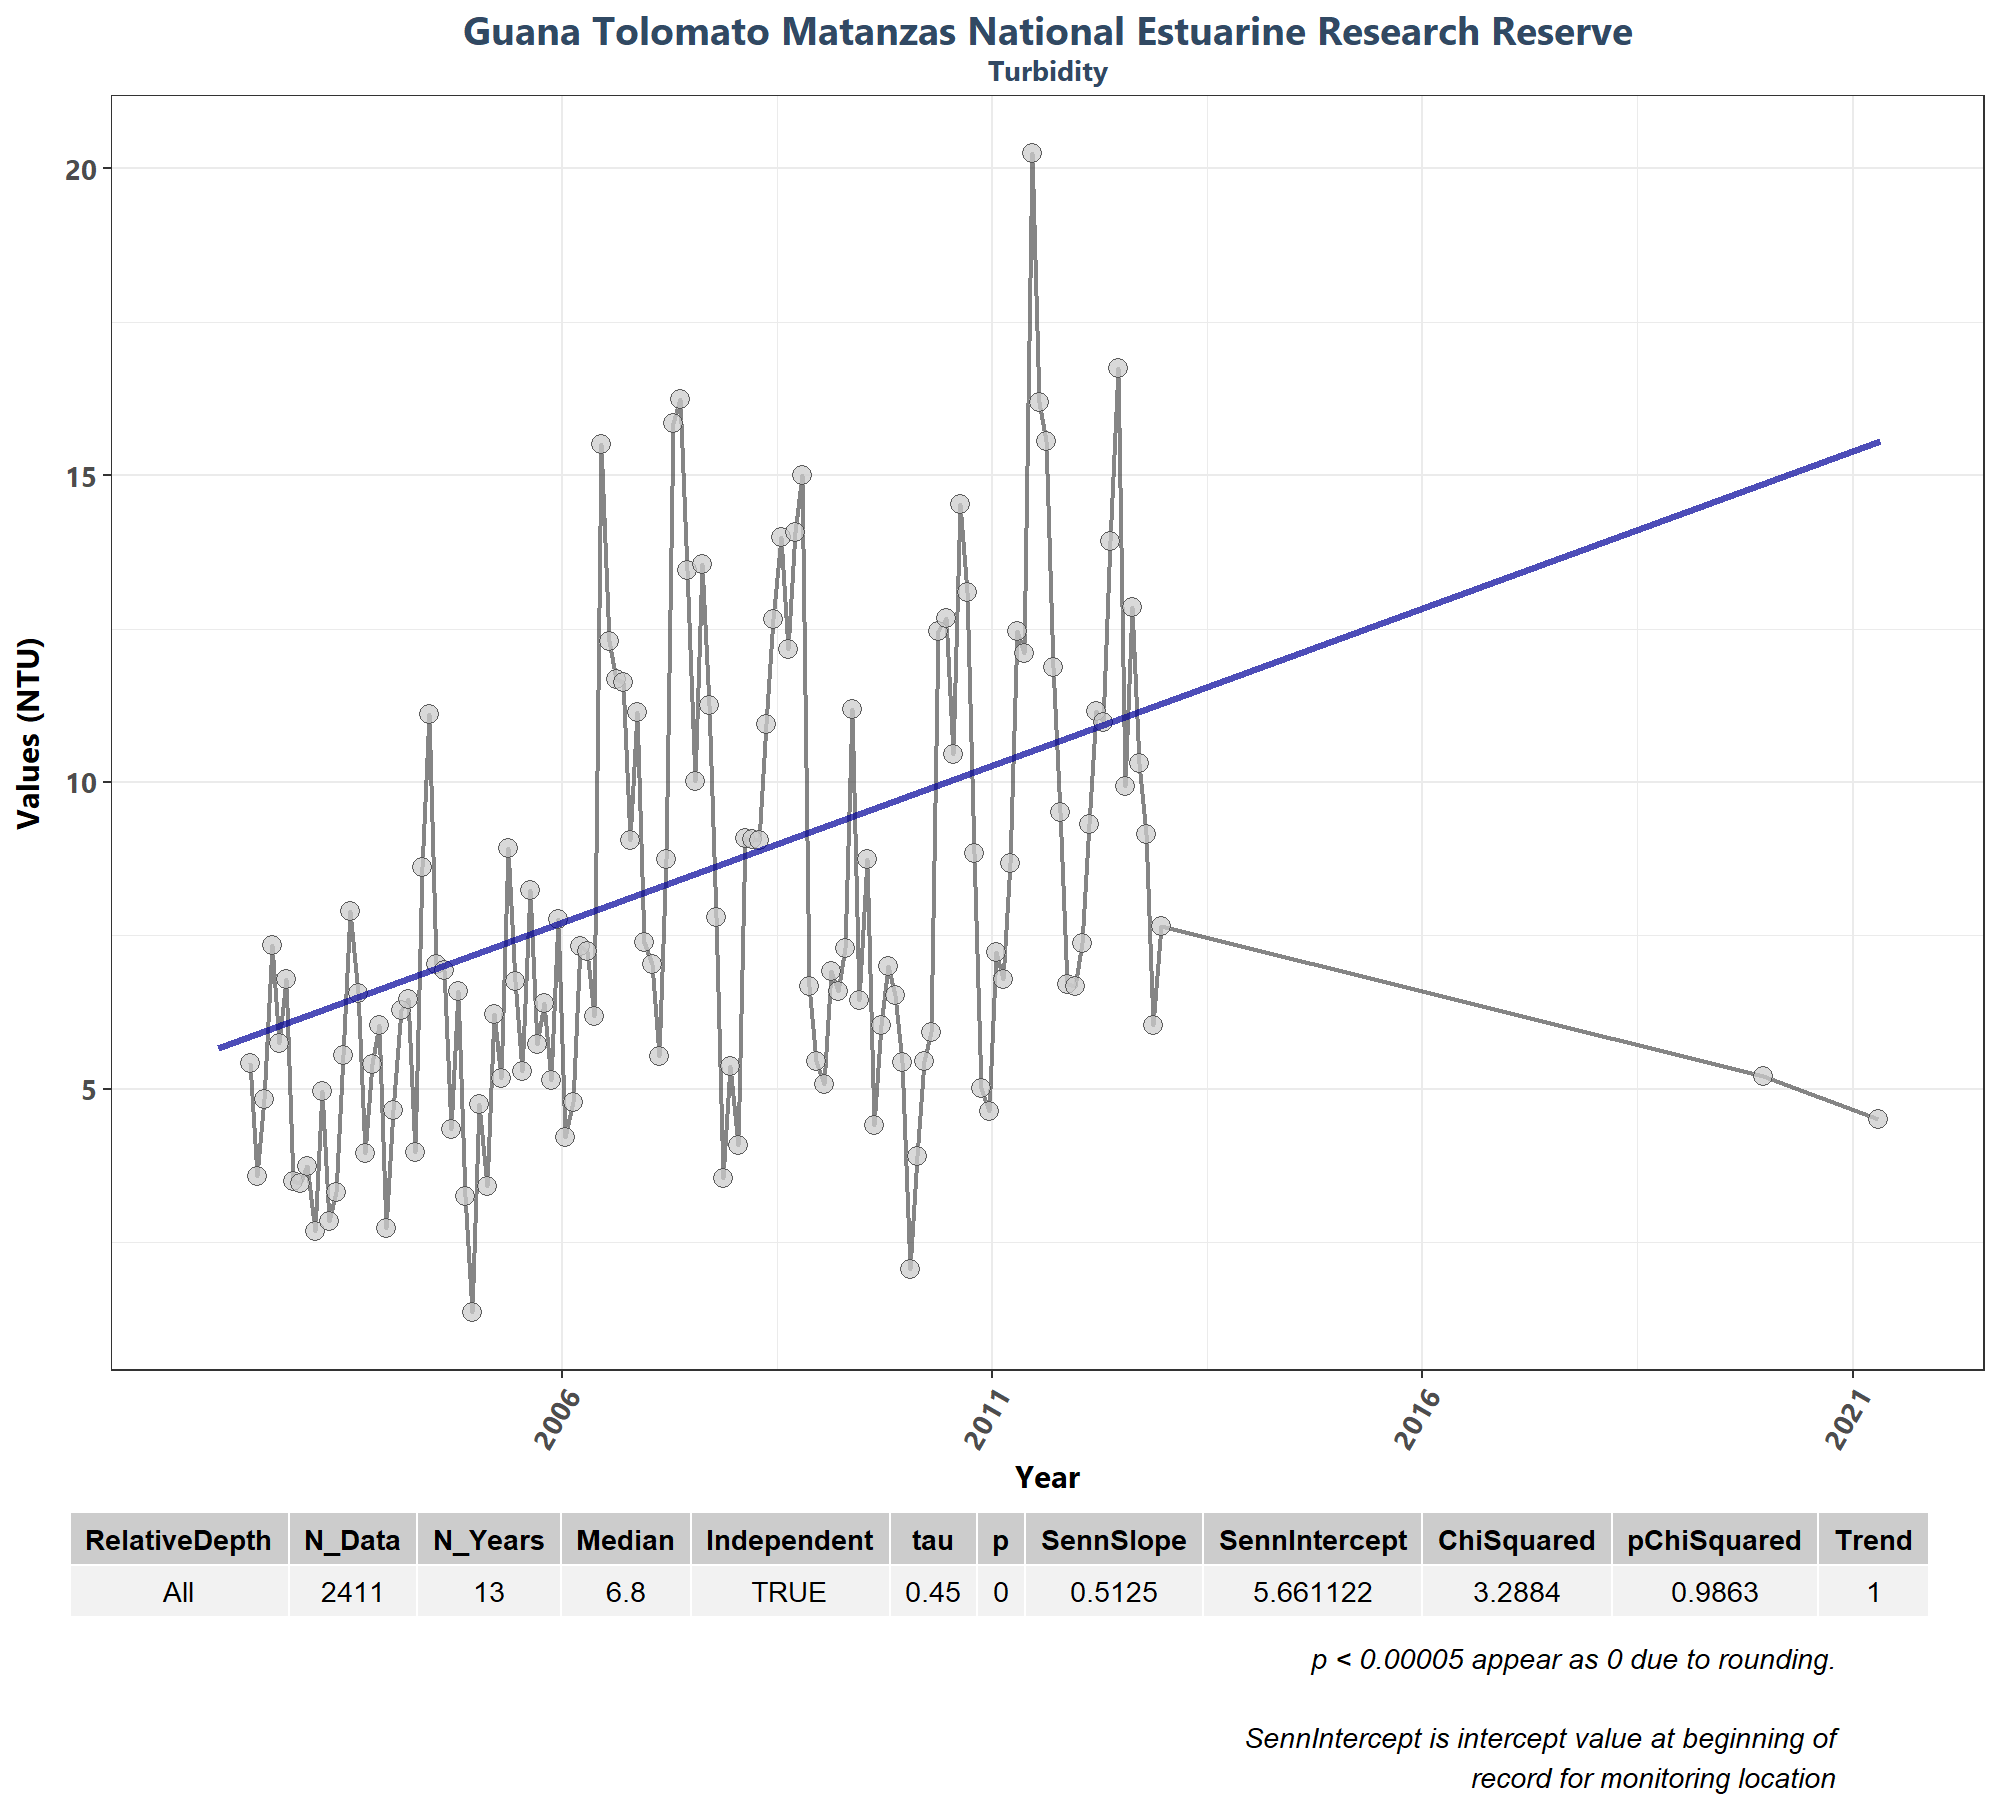 Guana Tolomato Matanzas National Estuarine Research Reserve
Turbidity
20
15
10
5
Values (NTU)
2006
2011
2016
2021
Year
RelativeDepth N_Data N_Years Median Independent tau p SennSlope SennIntercept ChiSquared pChiSquared Trend
All 2411 13 6.8 TRUE 0.45 0 0.5125 5.661122 3.2884 0.9863 1
p < 0.00005 appear as 0 due to rounding.
SennIntercept is intercept value at beginning of
record for monitoring location